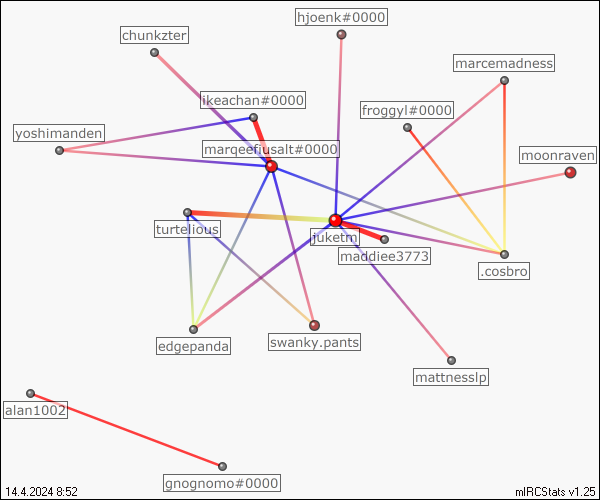 hjoenk#0000
chunkzter
marcemadness
ikeachan#0000
froggyl#0000
yoshimanden
marqeefiusalt#0000
moonraven
turtelious
juketm
maddiee3773
.cosbro
edgepanda
swanky.pants
mattnesslp
alan1002
gnognomo#0000
14.4.2024 8:52
mIRCStats v1.25